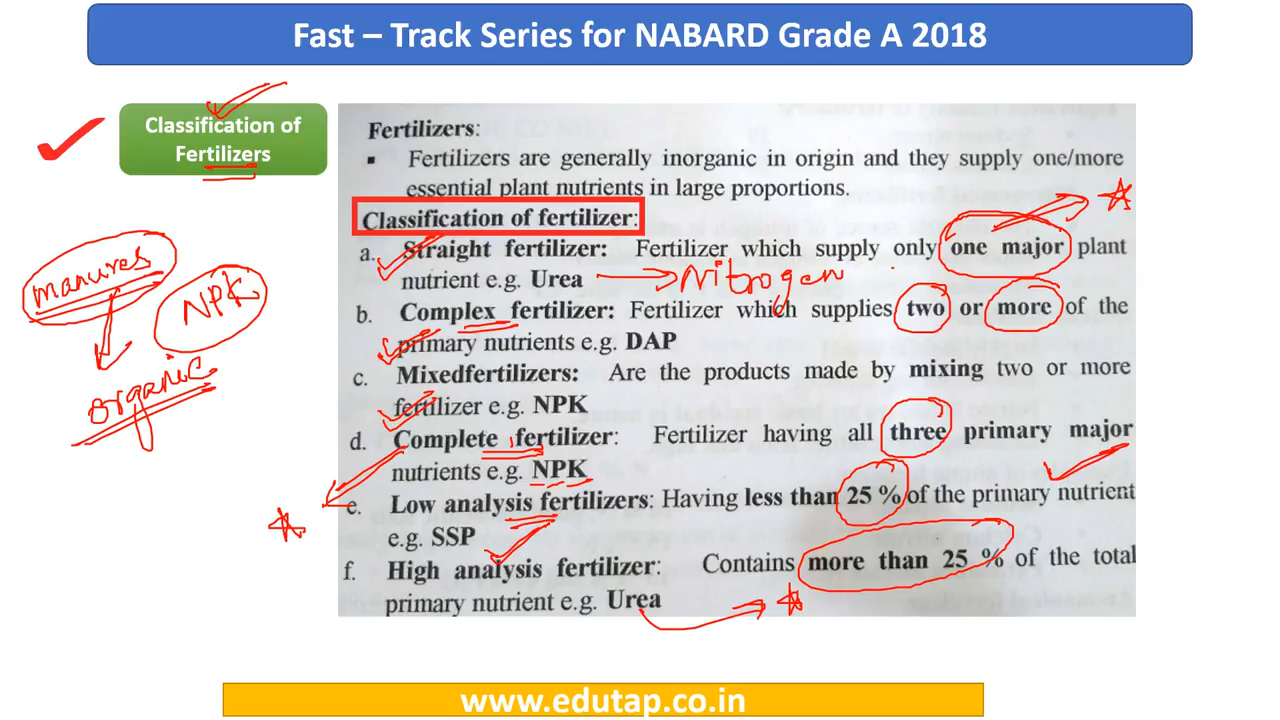 Fast – Track Series for NABARD Grade A 2018
Classification of
Fertilizers
manures
NPK
organic
Fertilizers:
▪ Fertilizers are generally inorganic in origin and they supply one/more
essential plant nutrients in large proportions.
Classification of fertilizer:
a. Straight fertilizer: Fertilizer which supply only one major plant
nutrient e.g. Urea → Nitrogen
b. Complex fertilizer: Fertilizer which supplies two or more of the
primary nutrients e.g. DAP
c. Mixedfertilizers: Are the products made by mixing two or more
fertilizer e.g. NPK
d. Complete fertilizer: Fertilizer having all three primary major
nutrients e.g. NPK
e. Low analysis fertilizers: Having less than 25 % of the primary nutrient
e.g. SSP
f. High analysis fertilizer: Contains more than 25 % of the total
primary nutrient e.g. Urea
www.edutap.co.in